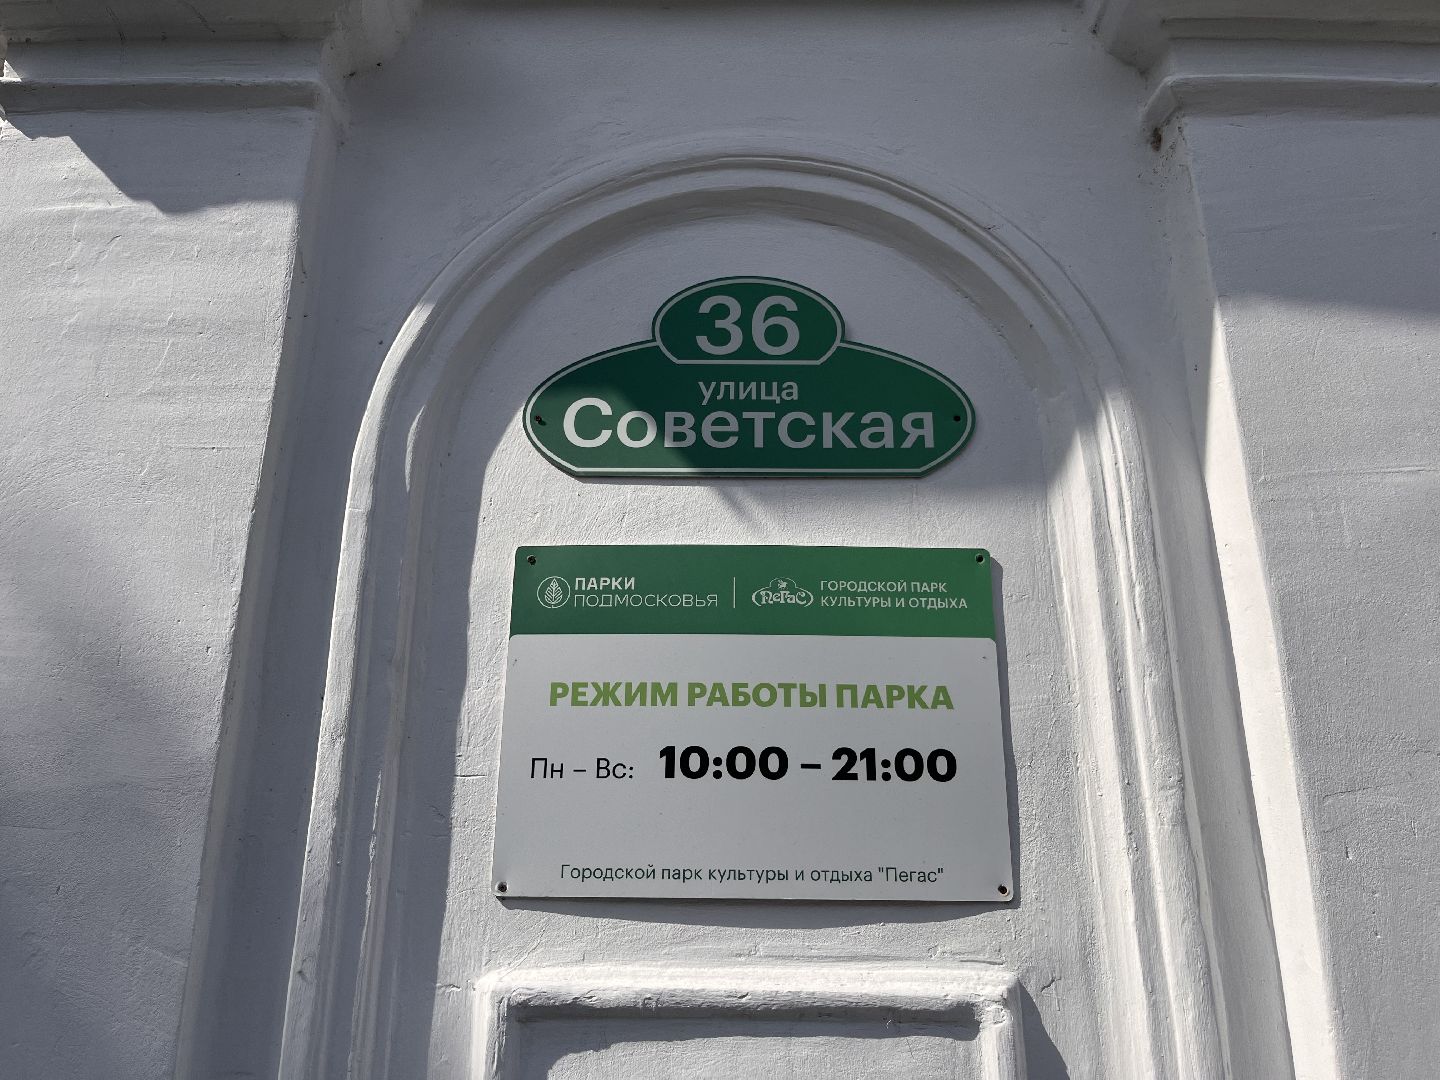 36
улица
Советская
ПАРКИ
ПОДМОСКОВЬЯ
ПеГаС
ГОРОДСКОЙ ПАРК
КУЛЬТУРЫ И ОТДЫХА
РЕЖИМ РАБОТЫ ПАРКА
Пн – Вс: 10:00 – 21:00
Городской парк культуры и отдыха "Пегас"